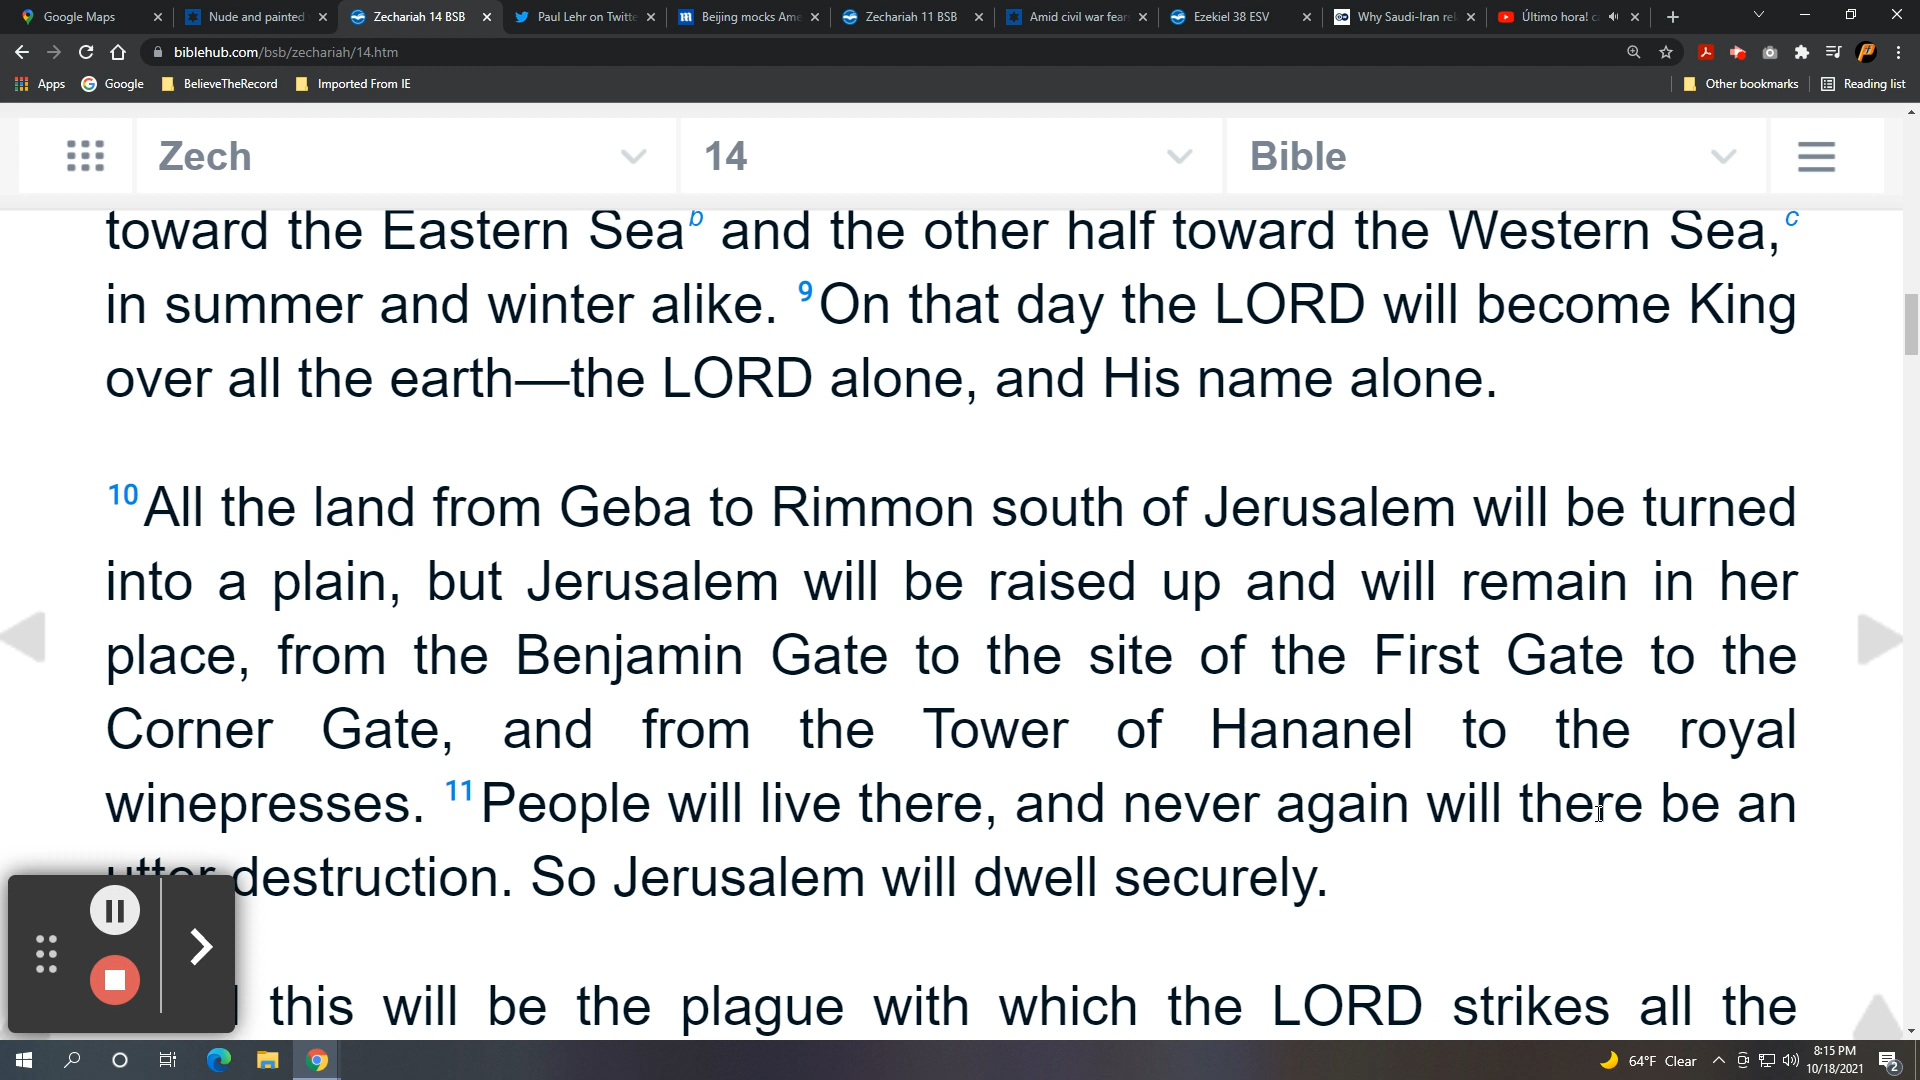 Google Maps
Nude and painted
Zechariah 14 BSB
Paul Lehr on Twitte
Beijing mocks Ame
Zechariah 11 BSB
Amid civil war fear
Ezekiel 38 ESV
Why Saudi-Iran rel
Último hora! c
biblehub.com/bsb/zechariah/14.htm
Apps
Google
BelieveTheRecord
Imported From IE
Other bookmarks
Reading list
Zech
14
Bible
toward the Eastern Sea b and the other half toward the Western Sea, c
in summer and winter alike. 9 On that day the LORD will become King
over all the earth—the LORD alone, and His name alone.
10 All the land from Geba to Rimmon south of Jerusalem will be turned
into a plain, but Jerusalem will be raised up and will remain in her
place, from the Benjamin Gate to the site of the First Gate to the
Corner Gate, and from the Tower of Hananel to the royal
winepresses. 11 People will live there, and never again will there be an
utter destruction. So Jerusalem will dwell securely.
this will be the plague with which the LORD strikes all the
64°F Clear
8:15 PM
10/18/2021
2